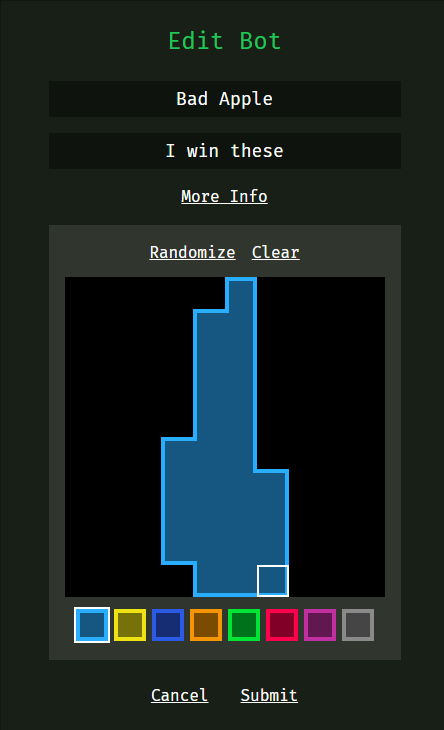 Edit Bot
Bad Apple
I win these
More Info
Randomize Clear
Cancel Submit